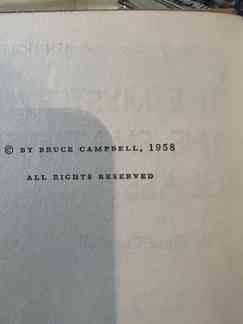 © BY BRUCE CAMPBELL, 1958
ALL RIGHTS RESERVED